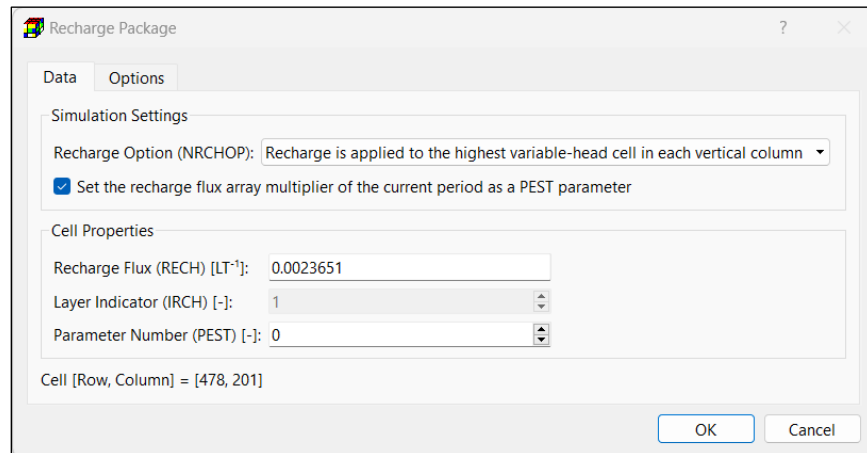 Recharge Package ?
Data Options
Simulation Settings
Recharge Option (NRCHOP): Recharge is applied to the highest variable-head cell in each vertical column
Set the recharge flux array multiplier of the current period as a PEST parameter
Cell Properties
Recharge Flux (RECH) [LT⁻¹]: 0.0023651
Layer Indicator (IRCH) [-]: 1
Parameter Number (PEST) [-]: 0
Cell [Row, Column] = [478, 201]
OK Cancel